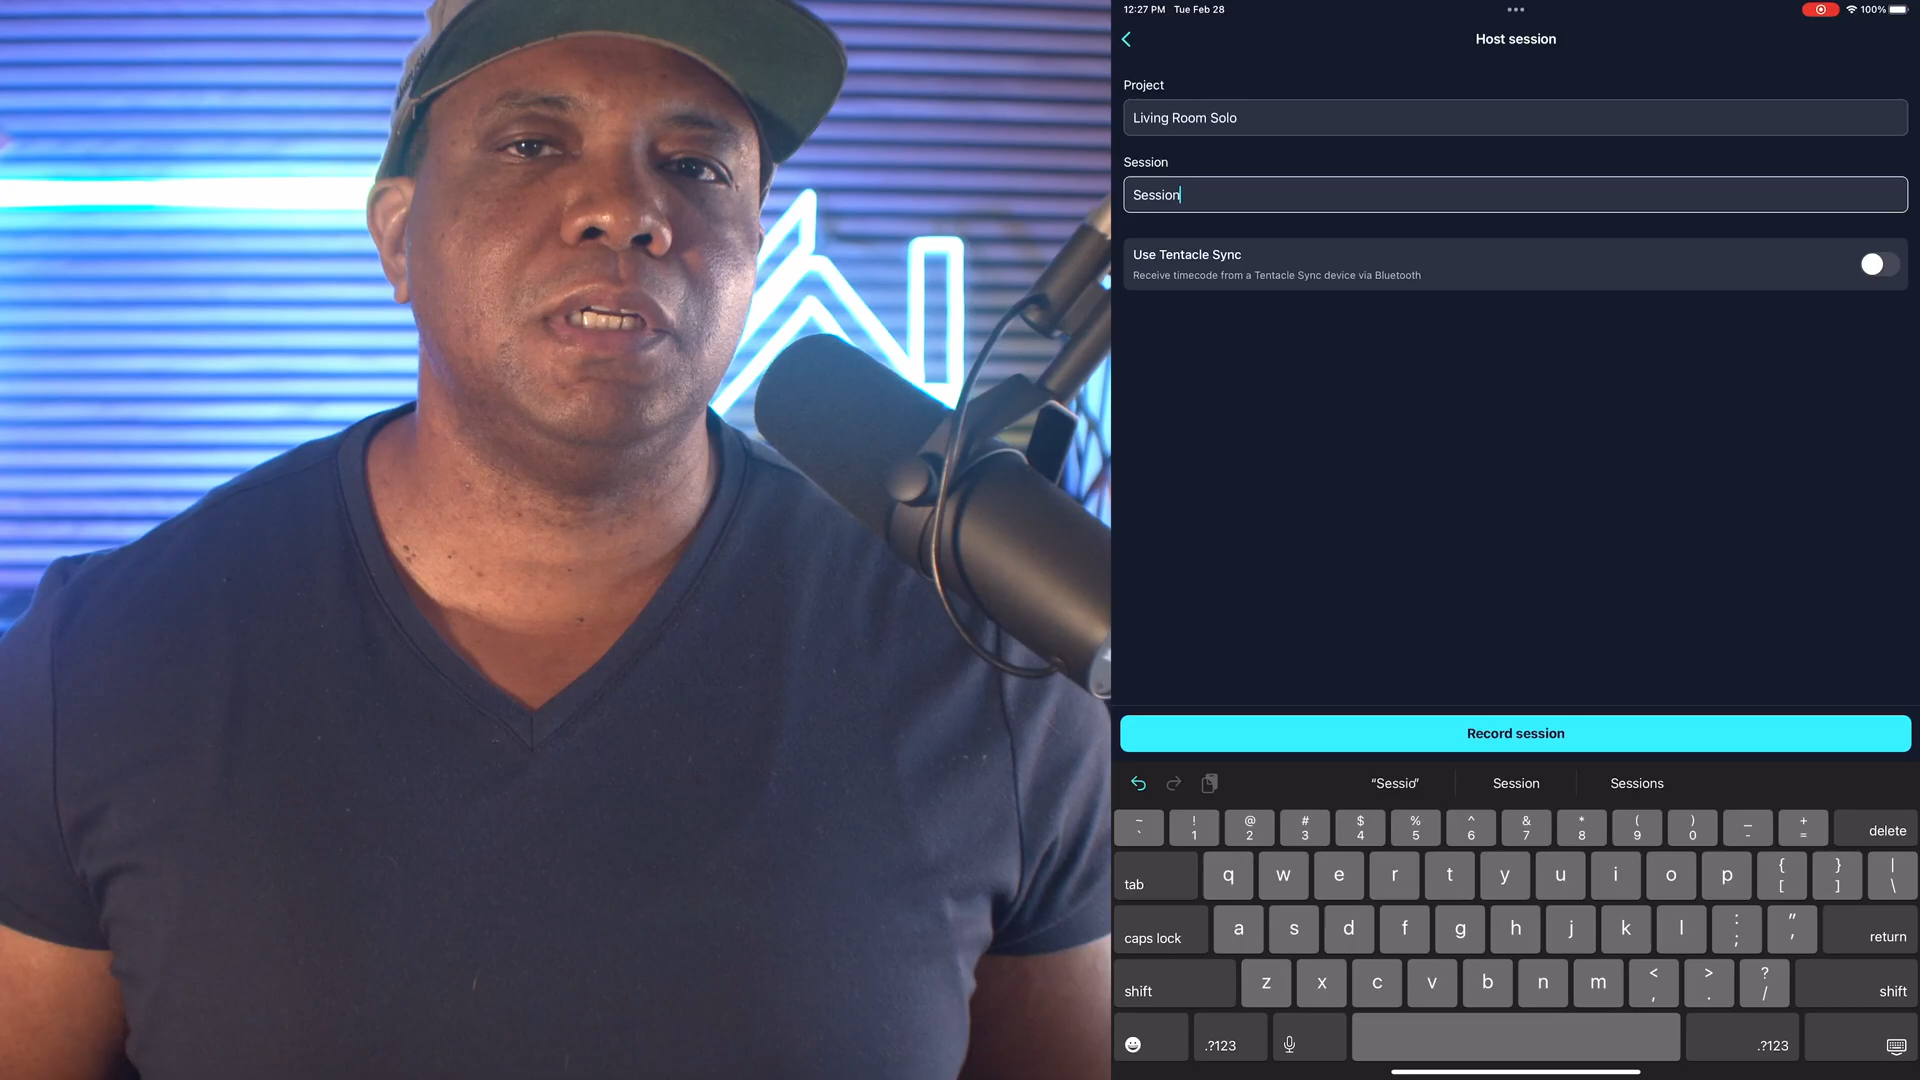 12:27 PM Tue Feb 28
100%
Host session
Project
Living Room Solo
Session
Session
Use Tentacle Sync
Receive timecode from a Tentacle Sync device via Bluetooth
Record session
“Sessio” Session Sessions
~ ! @ # $ % ^ & * ( ) _ +
` 1 2 3 4 5 6 7 8 9 0 - = delete
tab q w e r t y u i o p { [ } ] | \
caps lock a s d f g h j k l : ; " ' return
shift z x c v b n m < , > . ? / shift
.?123 .?123